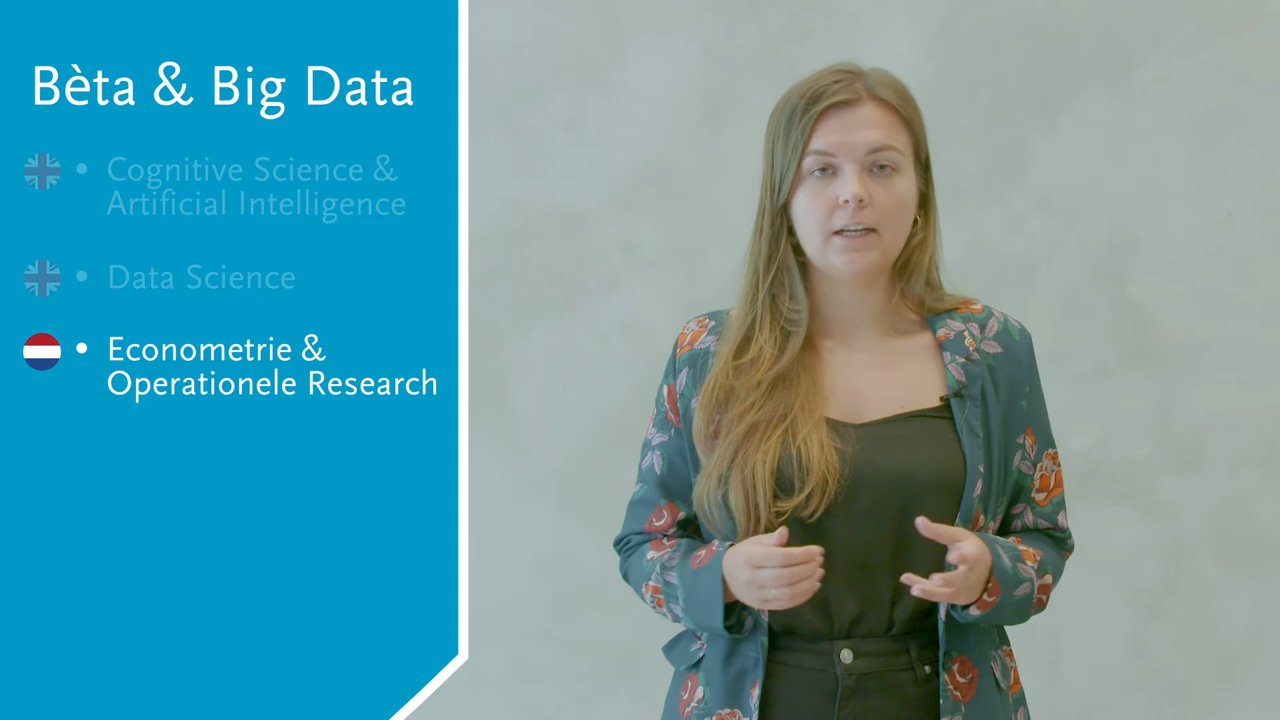 Bèta & Big Data
• Cognitive Science &
Artificial Intelligence
• Data Science
• Econometrie &
Operationele Research